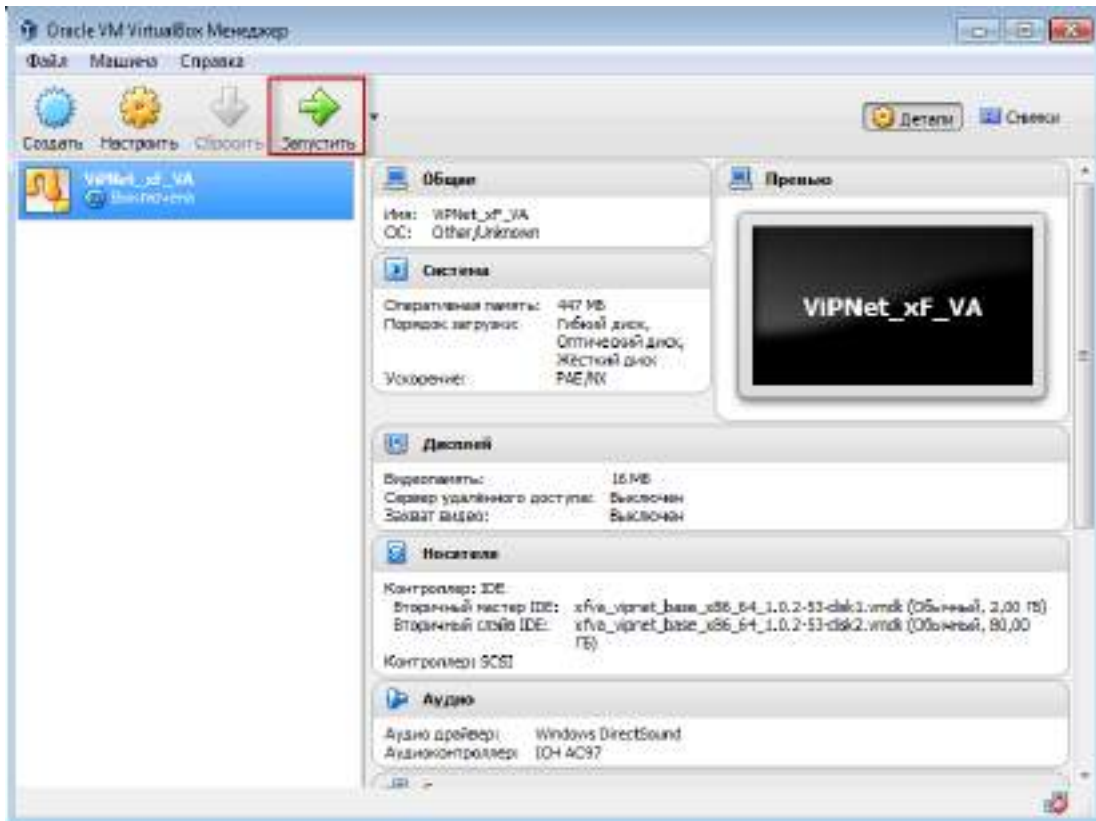 Oracle VM VirtualBox Менеджер
Файл Машина Справка
Создать Настроить Сбросить Запустить
Детали Снимки
ViPNet_xF_VA
Выключена
Общие
Имя: ViPNet_xF_VA
ОС: Other/Unknown
Система
Оперативная память: 447 МБ
Порядок загрузки: Гибкий диск,
Оптический диск,
Жёсткий диск
Ускорение: PAE/NX
Превью
ViPNet_xF_VA
Дисплей
Видеопамять: 16 МБ
Сервер удалённого доступа: Выключен
Захват видео: Выключен
Носители
Контроллер: IDE
Вторичный мастер IDE: xfva_vipnet_base_x86_64_1.0.2-53-disk1.vmdk (Обычный, 2,00 ГБ)
Вторичный слейв IDE: xfva_vipnet_base_x86_64_1.0.2-53-disk2.vmdk (Обычный, 80,00
ГБ)
Контроллер: SCSI
Аудио
Аудио драйвер: Windows DirectSound
Аудиоконтроллер: ICH AC97